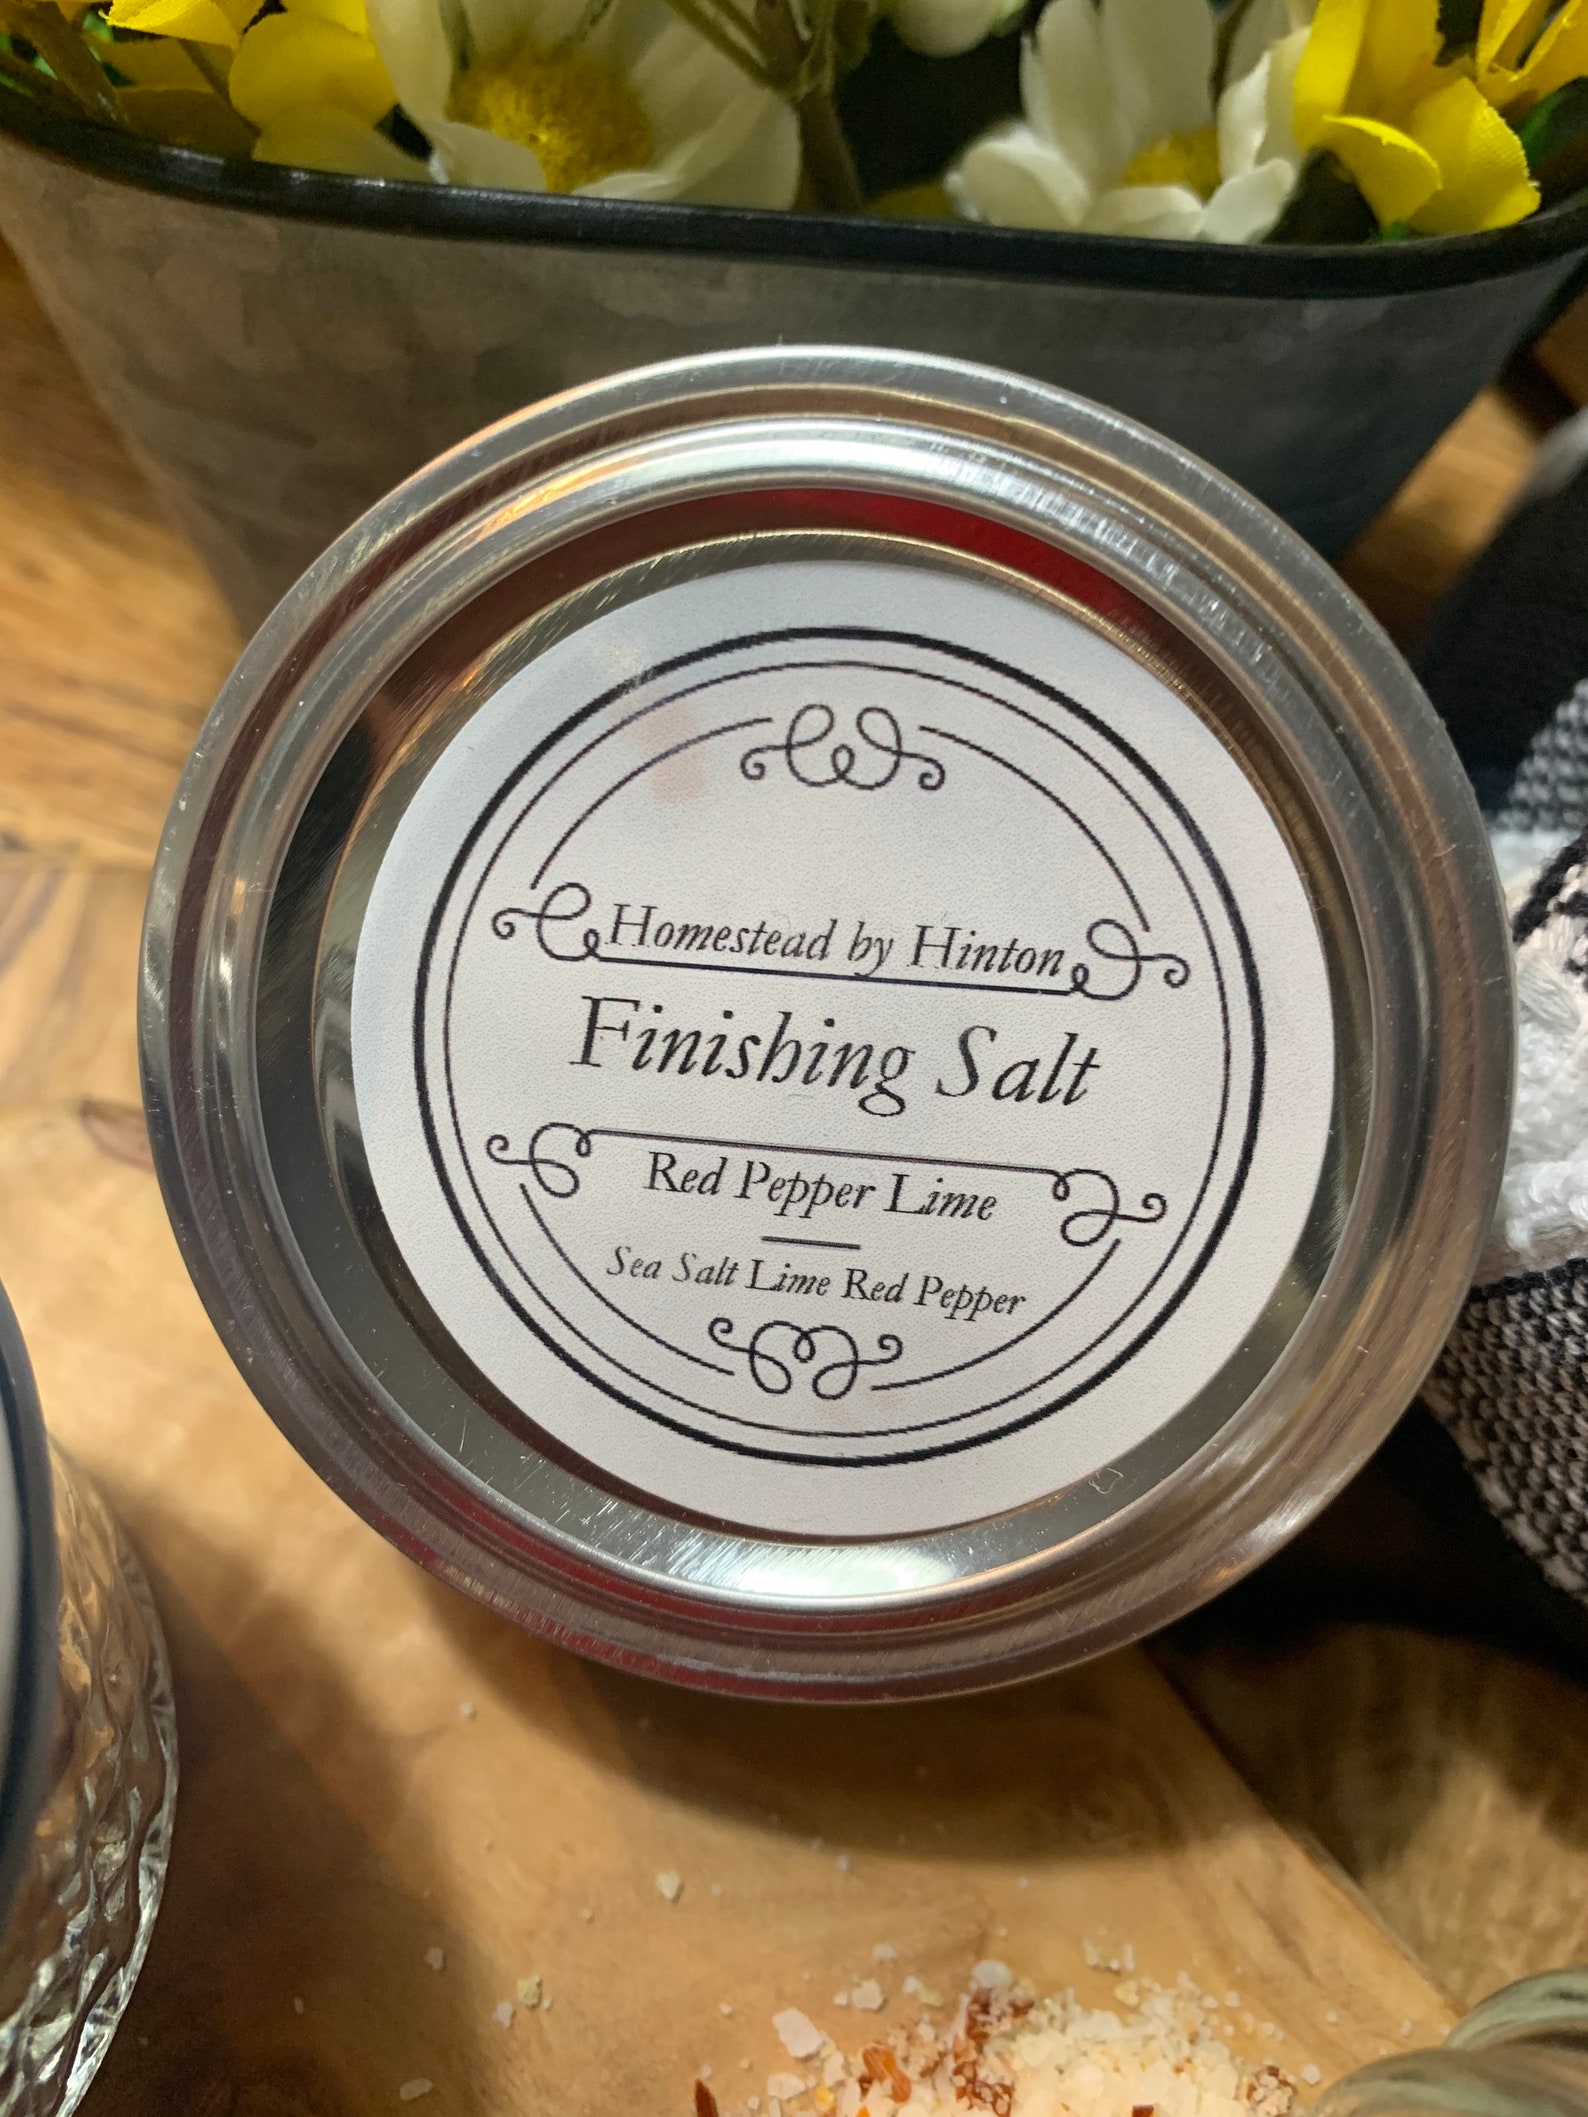 Homestead by Hinton
Finishing Salt
Red Pepper Lime
Sea Salt Lime Red Pepper